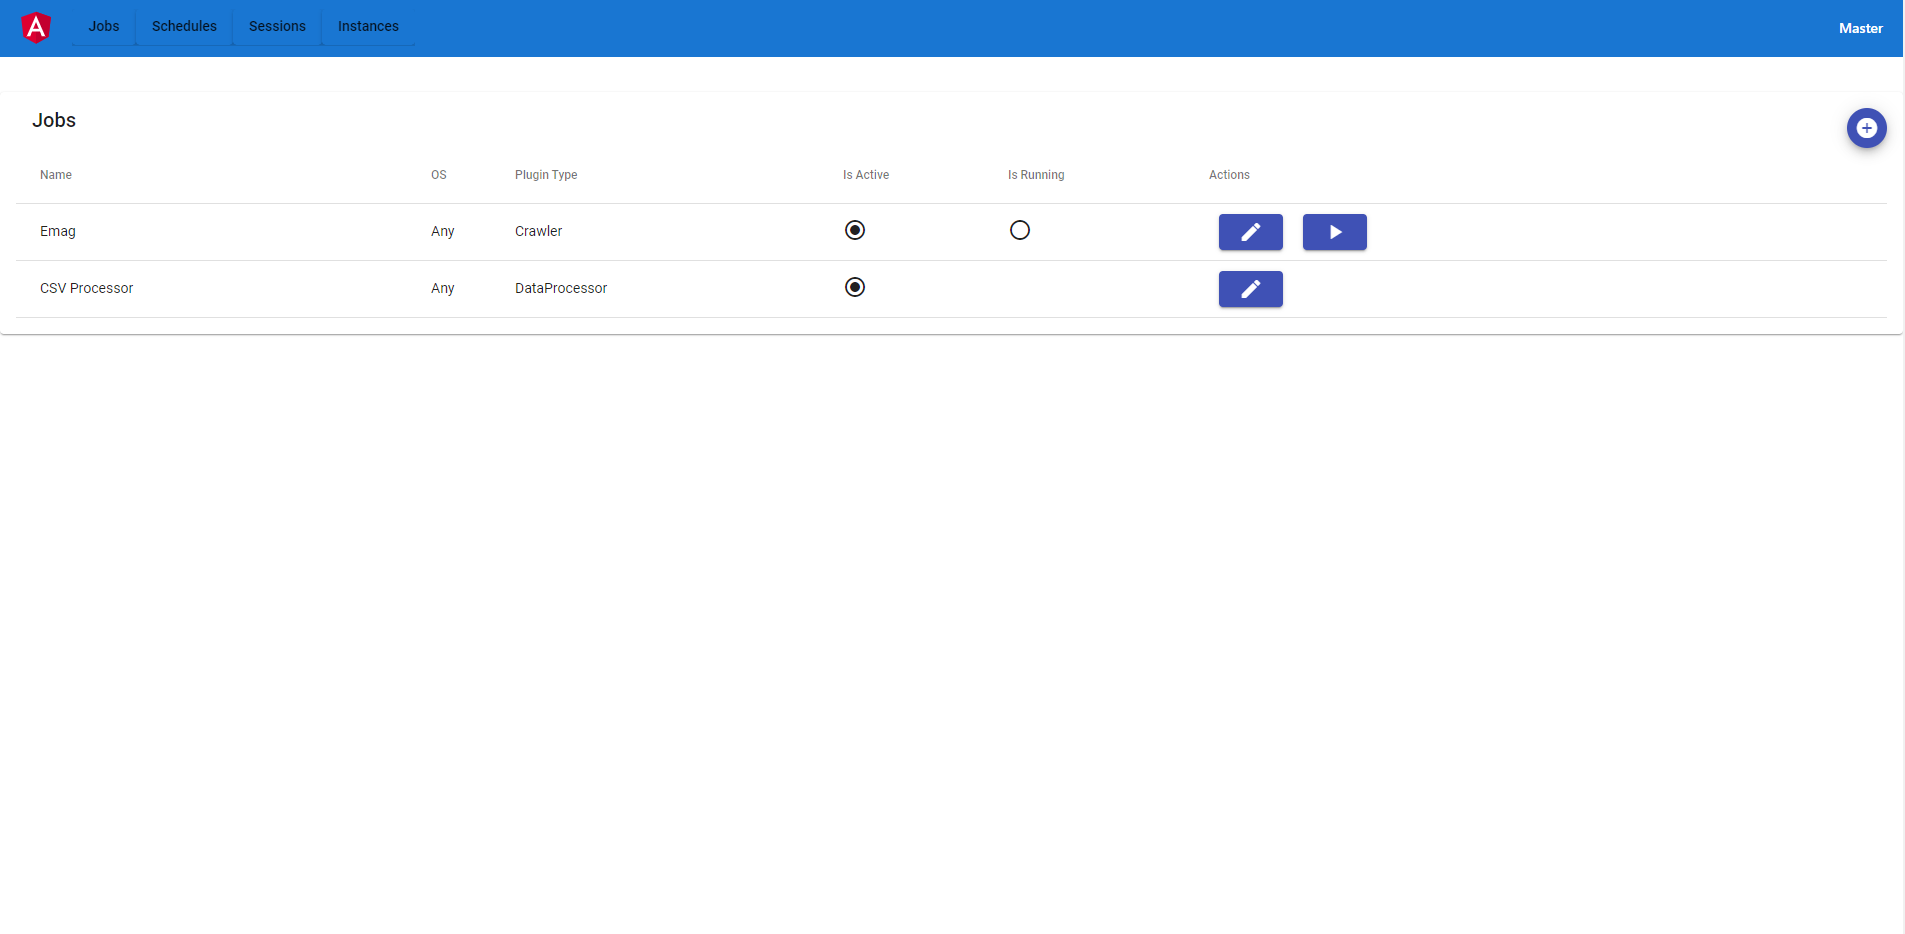 Jobs Schedules Sessions Instances Master
Jobs
Name OS Plugin Type Is Active Is Running Actions
Emag Any Crawler
CSV Processor Any DataProcessor